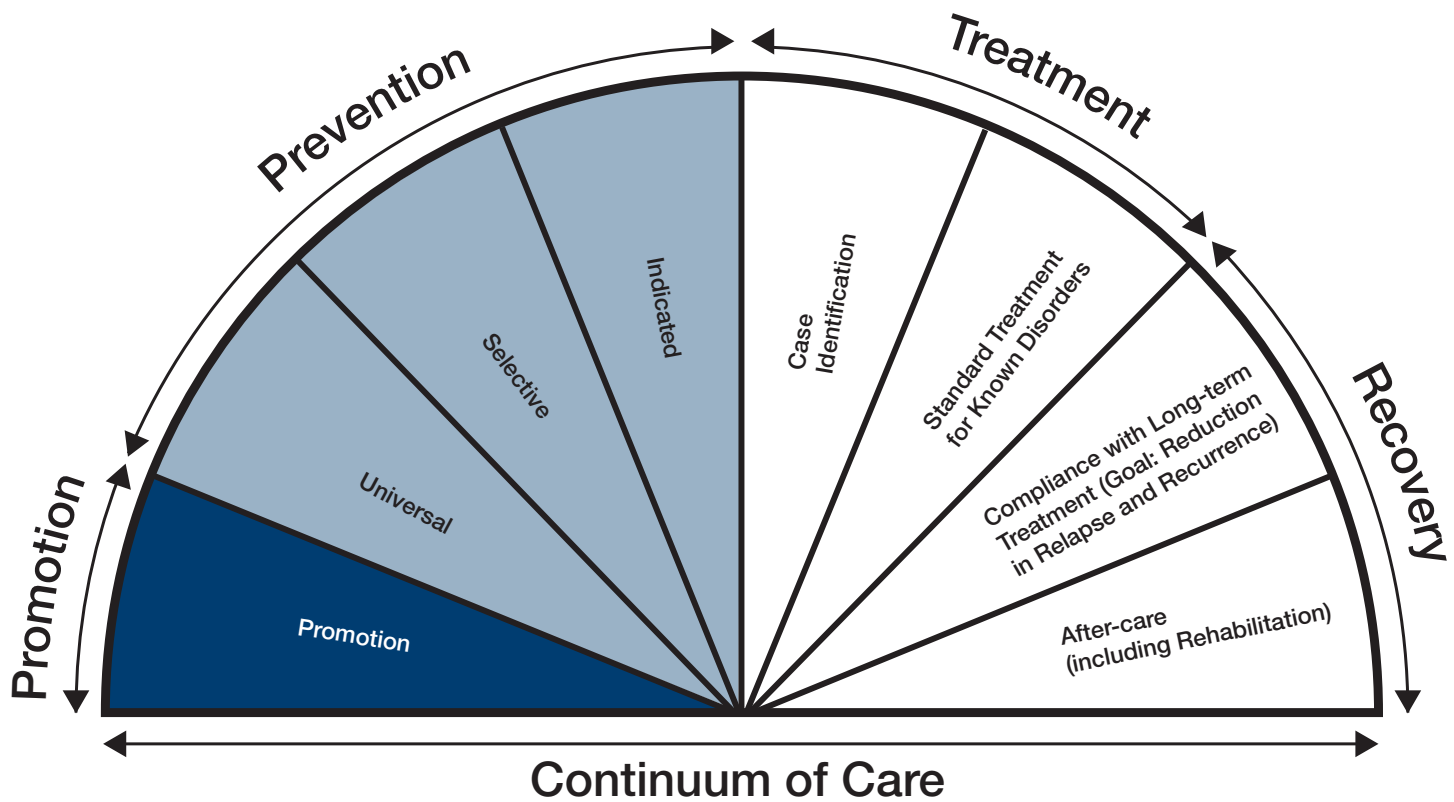 Promotion
Prevention
Treatment
Recovery
Promotion
Universal
Selective
Indicated
Case
Identification
Standard Treatment
for Known Disorders
Compliance with Long-term
Treatment (Goal: Reduction
in Relapse and Recurrence)
After-care
(including Rehabilitation)
Continuum of Care